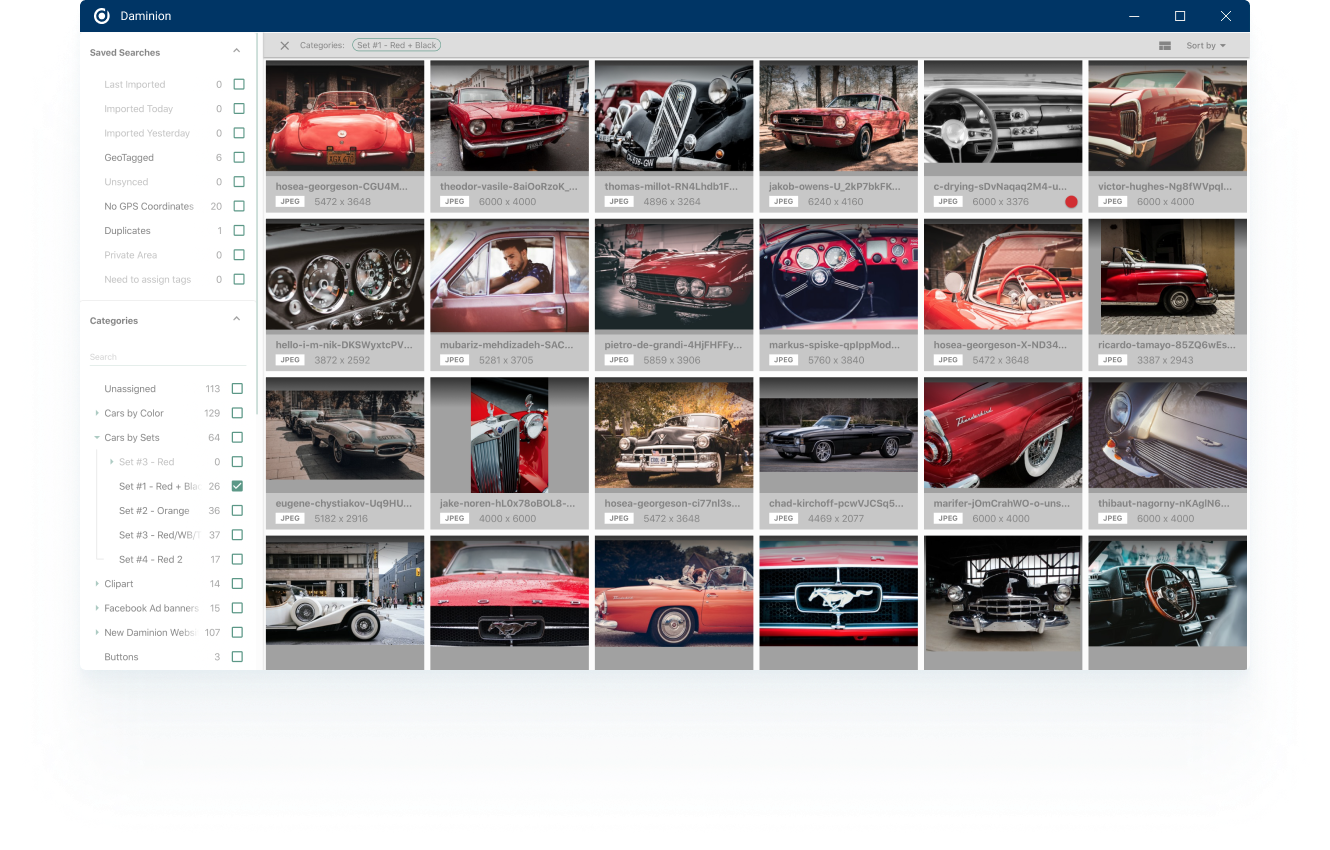 Daminion
Saved Searches
Last Imported 0
Imported Today 0
Imported Yesterday 0
GeoTagged 6
Unsynced 0
No GPS Coordinates 20
Duplicates 1
Private Area 0
Need to assign tags 0
Categories
Search
Unassigned 113
Cars by Color 129
Cars by Sets 64
Set #3 - Red 0
Set #1 - Red + Bla 26
Set #2 - Orange 36
Set #3 - Red/WB/ 37
Set #4 - Red 2 17
Clipart 14
Facebook Ad banners 15
New Daminion Webs 107
Buttons 3
Categories: Set #1 - Red + Black
Sort by
hosea-georgeson-CGU4M...
JPEG 5472 x 3648
theodor-vasile-8aiOoRzoK_...
JPEG 6000 x 4000
thomas-millot-RN4Lhdb1F...
JPEG 4896 x 3264
jakob-owens-U_2kP7bkFK...
JPEG 6240 x 4160
c-drying-sDvNaqaq2M4-u...
JPEG 6000 x 3376
victor-hughes-Ng8fWVpqI...
JPEG 6000 x 4000
hello-i-m-nik-DKSWyxtcPV...
JPEG 3872 x 2592
mubariz-mehdizadeh-SAC...
JPEG 5281 x 3705
pietro-de-grandi-4HjFHFFy...
JPEG 5859 x 3906
markus-spiske-qpIppMod...
JPEG 5760 x 3840
hosea-georgeson-X-ND34...
JPEG 5472 x 3648
ricardo-tamayo-85ZQ6wEs...
JPEG 3387 x 2943
eugene-chystiakov-Uq9HU...
JPEG 5182 x 2916
jake-noren-hL0x78oBOL8-...
JPEG 4000 x 6000
hosea-georgeson-ci77nI3s...
JPEG 5472 x 3648
chad-kirchoff-pcwVJCSq5...
JPEG 4469 x 2077
marifer-jOmCrahWO-o-uns...
JPEG 6000 x 4000
thibaut-nagorny-nKAglN6...
JPEG 6000 x 4000
Thunderbird